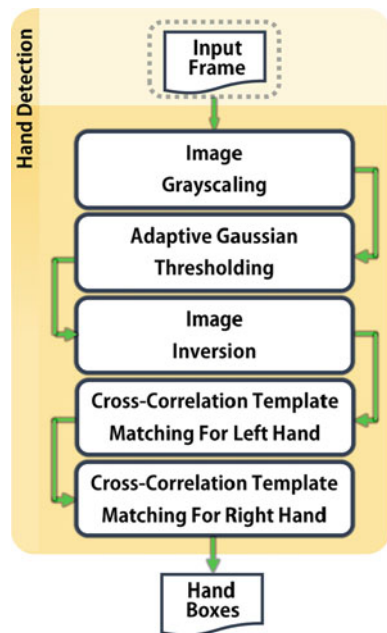 Hand Detection
Input
Frame
Image
Grayscaling
Adaptive Gaussian
Thresholding
Image
Inversion
Cross-Correlation Template
Matching For Left Hand
Cross-Correlation Template
Matching For Right Hand
Hand
Boxes